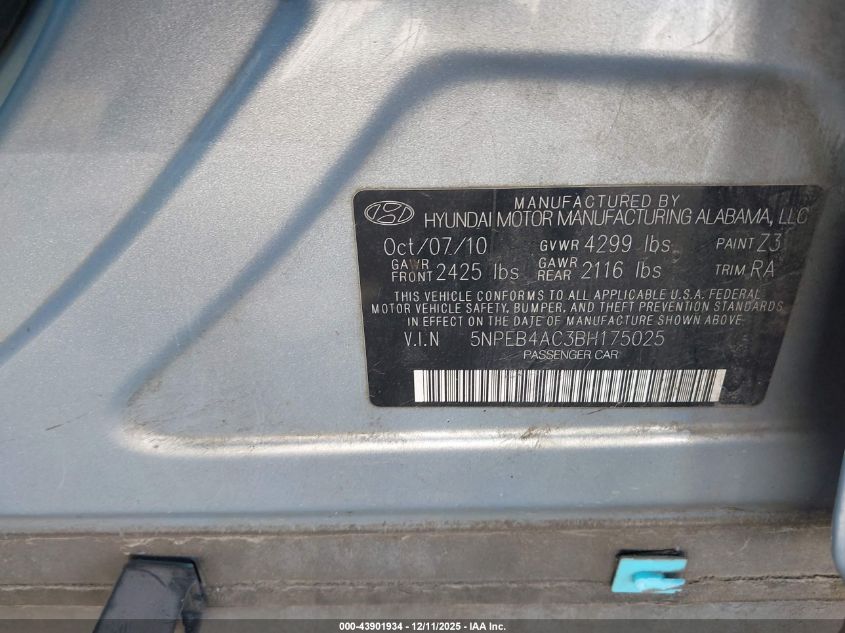 MANUFACTURED BY
HYUNDAI MOTOR MANUFACTURING ALABAMA, LLC
Oct/07/10 GVWR 4299 lbs PAINT Z3
GAWR FRONT 2425 lbs GAWR REAR 2116 lbs TRIM RA
THIS VEHICLE CONFORMS TO ALL APPLICABLE U.S.A. FEDERAL
MOTOR VEHICLE SAFETY, BUMPER, AND THEFT PREVENTION STANDARDS
IN EFFECT ON THE DATE OF MANUFACTURE SHOWN ABOVE.
V.I.N 5NPEB4AC3BH175025
PASSENGER CAR
000-43901934 - 12/11/2025 - IAA Inc.